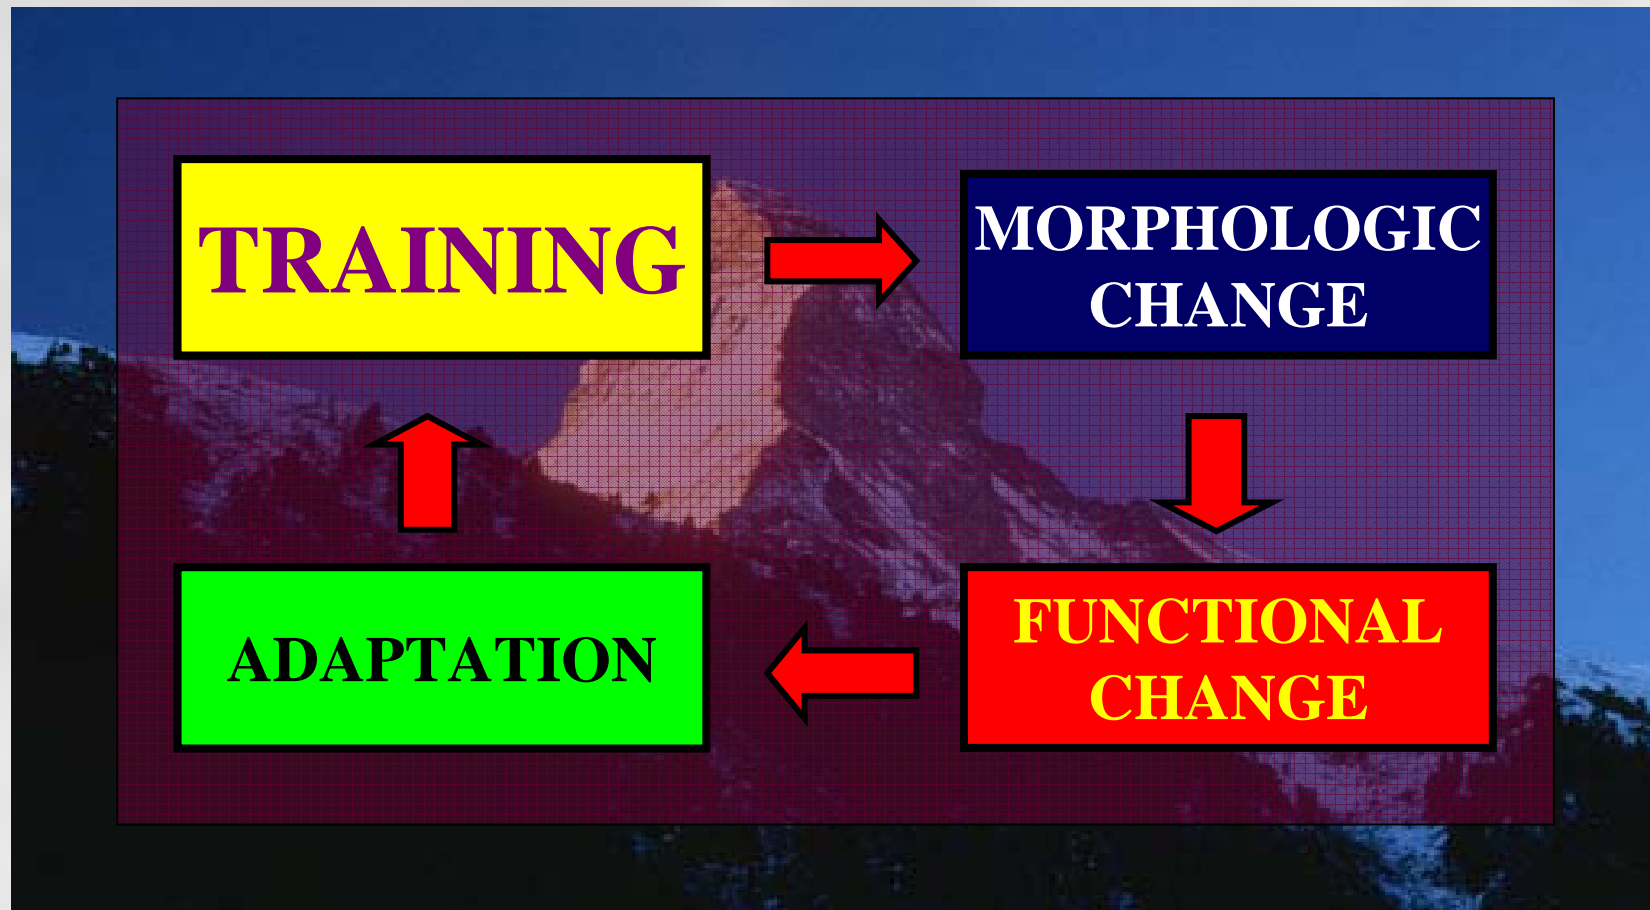 TRAINING
MORPHOLOGIC
CHANGE
FUNCTIONAL
CHANGE
ADAPTATION